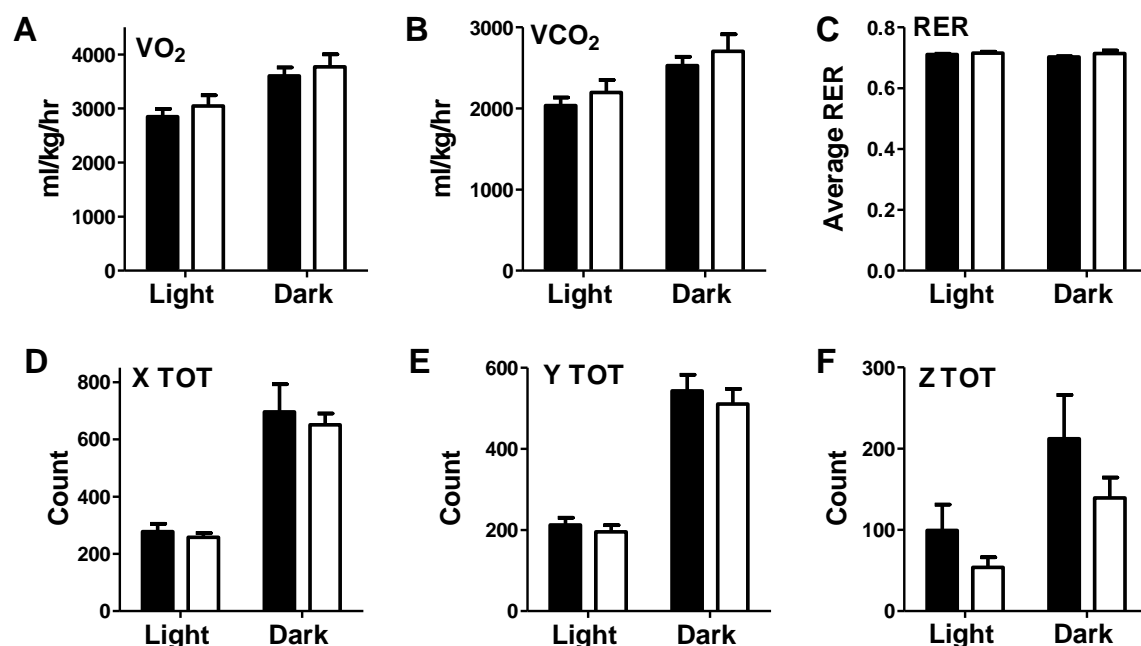 A
VO2
ml/kg/hr
4000
3000
2000
1000
0
Light Dark
B
VCO2
ml/kg/hr
3000
2000
1000
0
Light Dark
C
RER
Average RER
0.8
0.6
0.4
0.2
0.0
Light Dark
D
X TOT
Count
800
600
400
200
0
Light Dark
E
Y TOT
Count
600
400
200
0
Light Dark
F
Z TOT
Count
300
200
100
0
Light Dark